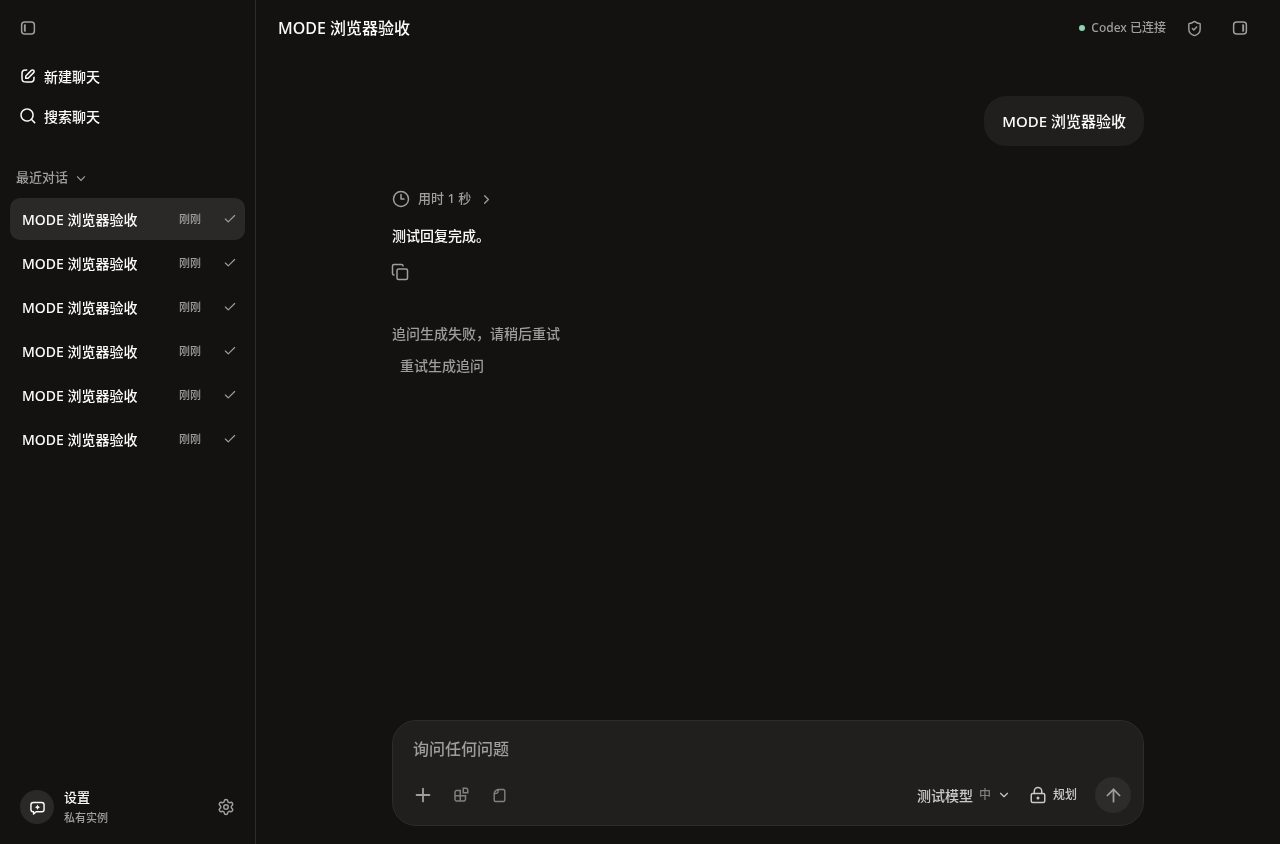 MODE 浏览器验收
Codex 已连接
新建聊天
搜索聊天
最近对话
MODE 浏览器验收 刚刚
MODE 浏览器验收 刚刚
MODE 浏览器验收 刚刚
MODE 浏览器验收 刚刚
MODE 浏览器验收 刚刚
MODE 浏览器验收 刚刚
设置
私有实例
MODE 浏览器验收
用时 1 秒
测试回复完成。
追问生成失败，请稍后重试
重试生成追问
询问任何问题
测试模型 中 规划